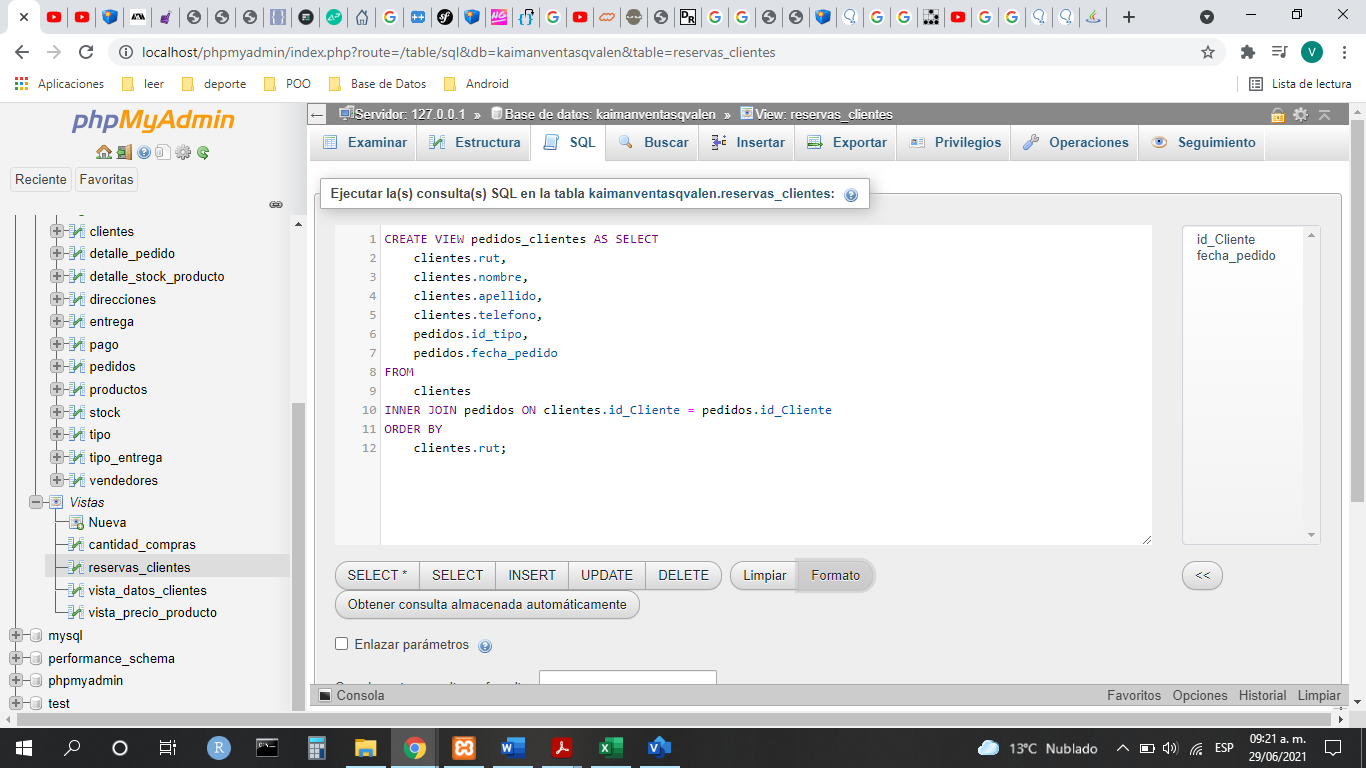 localhost/phpmyadmin/index.php?route=/table/sql&db=kaimanventasqvalen&table=reservas_clientes
V
Aplicaciones leer deporte POO Base de Datos Android Lista de lectura
phpMyAdmin
Reciente Favoritas
clientes
detalle_pedido
detalle_stock_producto
direcciones
entrega
pago
pedidos
productos
stock
tipo
tipo_entrega
vendedores
Vistas
Nueva
cantidad_compras
reservas_clientes
vista_datos_clientes
vista_precio_producto
mysql
performance_schema
phpmyadmin
test
Servidor: 127.0.0.1 » Base de datos: kaimanventasqvalen » View: reservas_clientes
Examinar Estructura SQL Buscar Insertar Exportar Privilegios Operaciones Seguimiento
Ejecutar la(s) consulta(s) SQL en la tabla kaimanventasqvalen.reservas_clientes:
1 CREATE VIEW pedidos_clientes AS SELECT
2 clientes.rut,
3 clientes.nombre,
4 clientes.apellido,
5 clientes.telefono,
6 pedidos.id_tipo,
7 pedidos.fecha_pedido
8 FROM
9 clientes
10 INNER JOIN pedidos ON clientes.id_Cliente = pedidos.id_Cliente
11 ORDER BY
12 clientes.rut;
id_Cliente
fecha_pedido
SELECT * SELECT INSERT UPDATE DELETE Limpiar Formato <<
Obtener consulta almacenada automáticamente
Enlazar parámetros
Consola Favoritos Opciones Historial Limpiar
13°C Nublado ESP 09:21 a. m.
29/06/2021